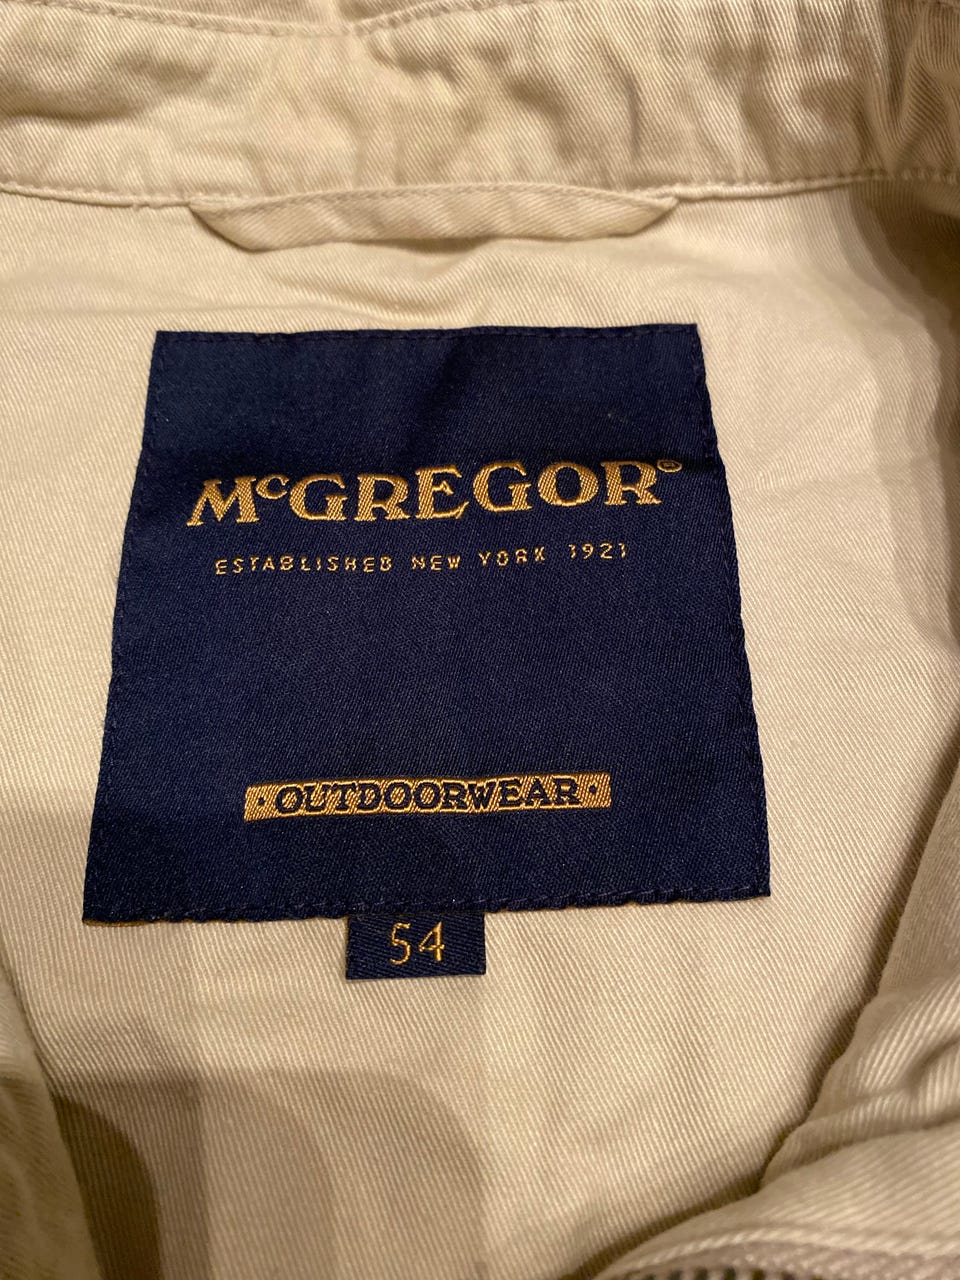 McGREGOR®
ESTABLISHED NEW YORK 1921
· OUTDOORWEAR ·
54